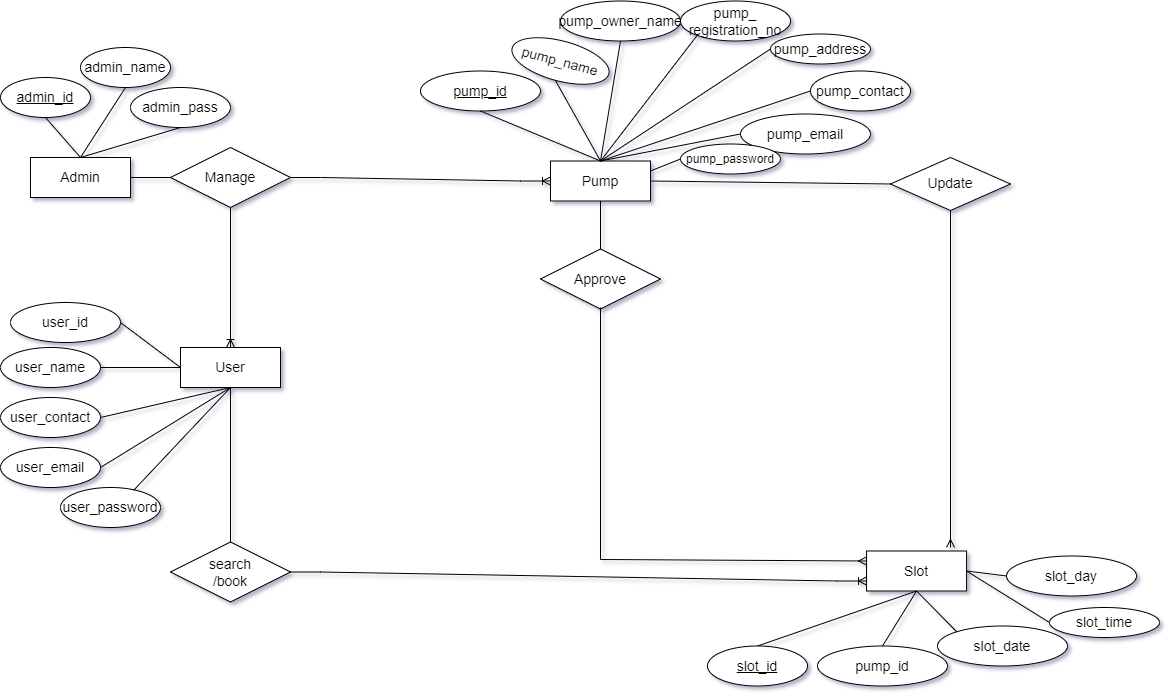 pump_owner_name
pump_
registration_no
pump_name
pump_address
admin_name
admin_id
pump_id
pump_contact
admin_pass
pump_email
pump_password
Admin
Manage
Pump
Update
Approve
user_id
user_name
User
user_contact
user_email
user_password
search
/book
Slot
slot_day
slot_time
slot_date
slot_id
pump_id